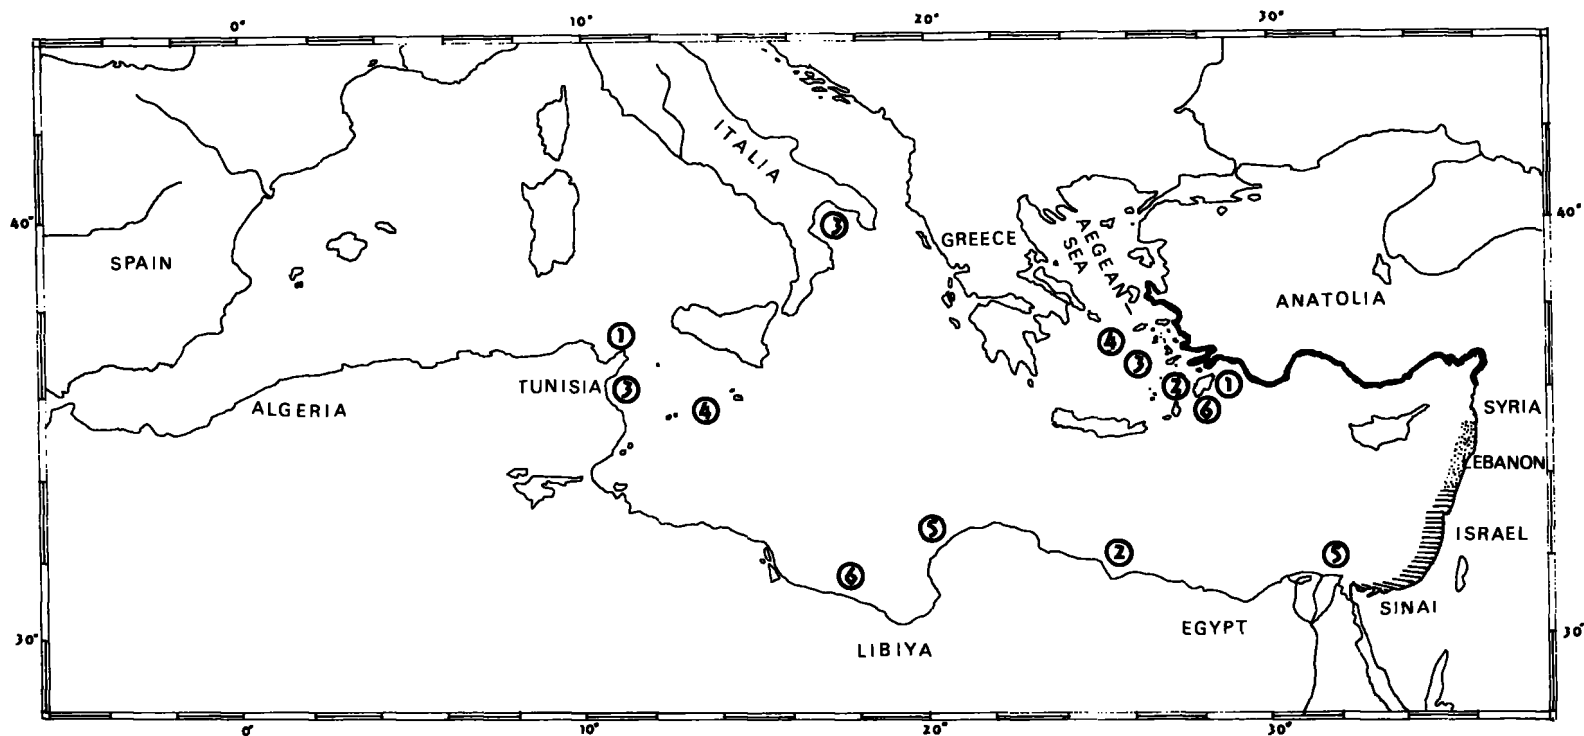 0° 10° 20° 30°
ITALIA
40° 40°
③
GREECE
AEGEAN
SEA
SPAIN
ANATOLIA
①
④
③
TUNISIA ③ ② ①
ALGERIA ④ ⑥ SYRIA
LEBANON
⑤ ISRAEL
② ⑤
⑥
SINAI
EGYPT
30° 30°
LIBIYA
0° 10° 20° 30°